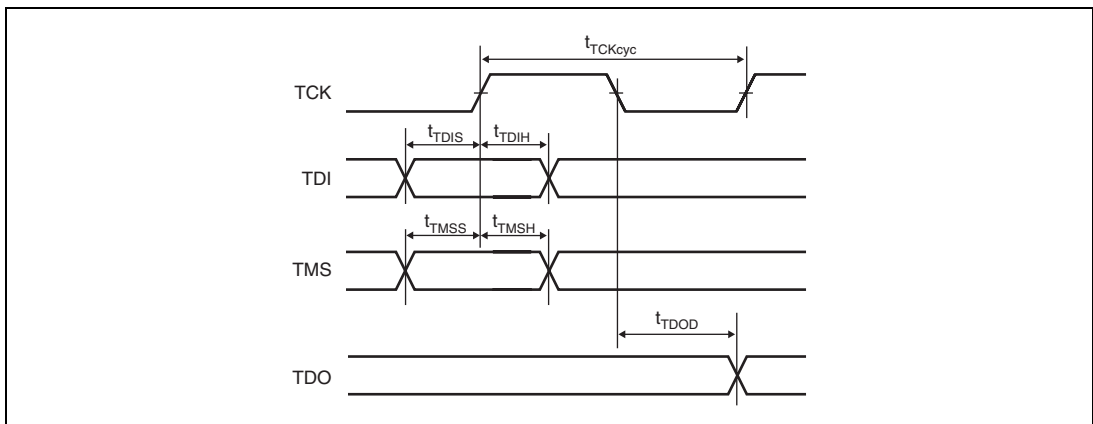 tTCKcyc
TCK
tTDIS tTDIH
TDI
tTMSS tTMSH
TMS
tTDOD
TDO